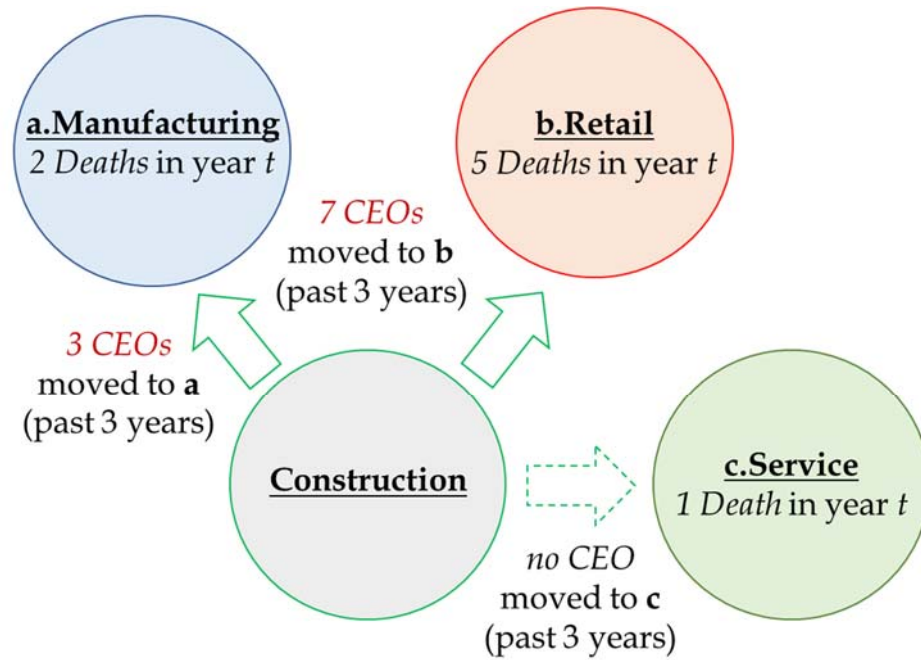 a.Manufacturing
2 Deaths in year t
b.Retail
5 Deaths in year t
7 CEOs
moved to b
(past 3 years)
3 CEOs
moved to a
(past 3 years)
Construction
c.Service
1 Death in year t
no CEO
moved to c
(past 3 years)